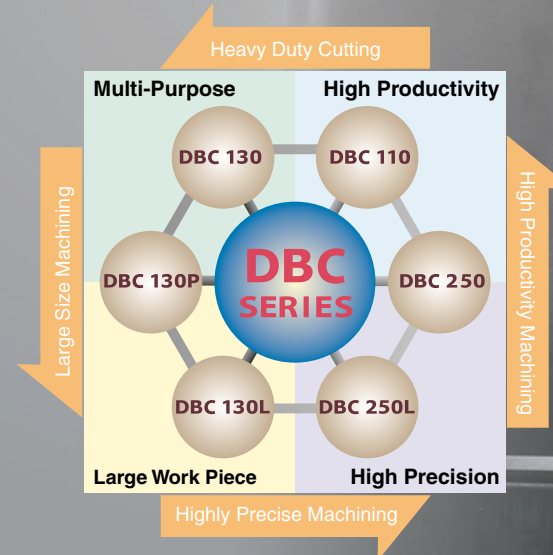 Heavy Duty Cutting
Multi-Purpose
High Productivity
DBC 130
DBC 110
Large Size Machining
High Productivity Machining
DBC 130P
DBC
SERIES
DBC 250
DBC 130L
DBC 250L
Large Work Piece
High Precision
Highly Precise Machining